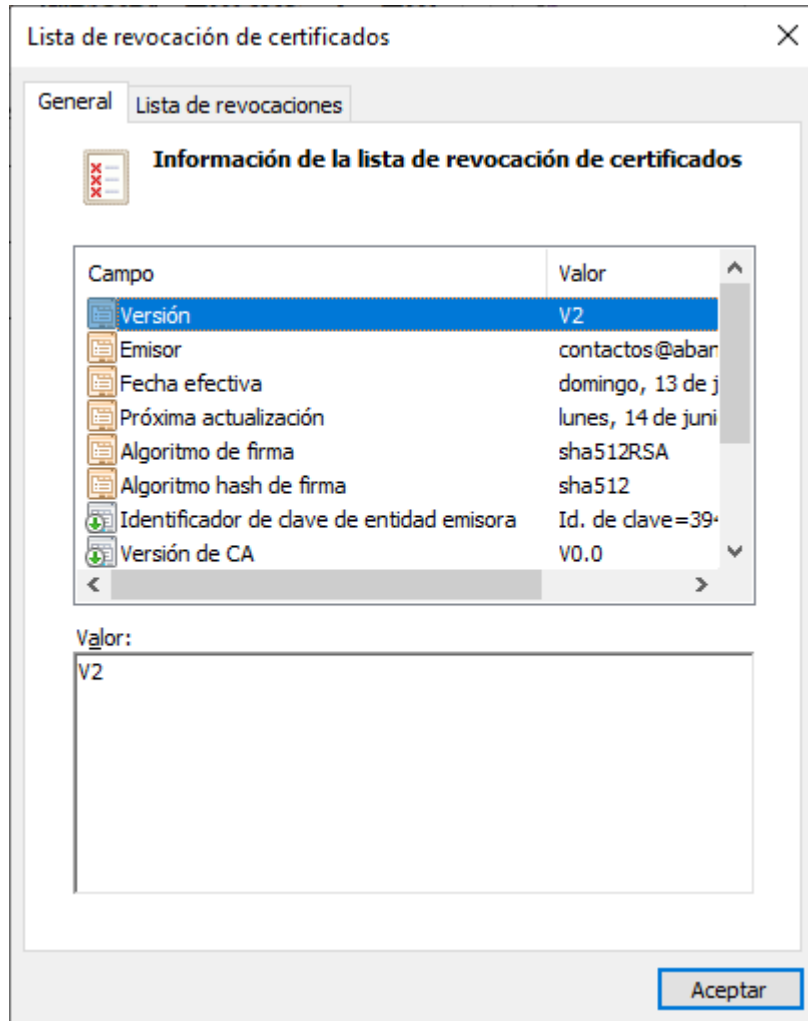 Lista de revocación de certificados
General Lista de revocaciones
Información de la lista de revocación de certificados
Campo Valor
Versión V2
Emisor contactos@aban
Fecha efectiva domingo, 13 de j
Próxima actualización lunes, 14 de juni
Algoritmo de firma sha512RSA
Algoritmo hash de firma sha512
Identificador de clave de entidad emisora Id. de clave=394
Versión de CA V0.0
Valor:
V2
Aceptar